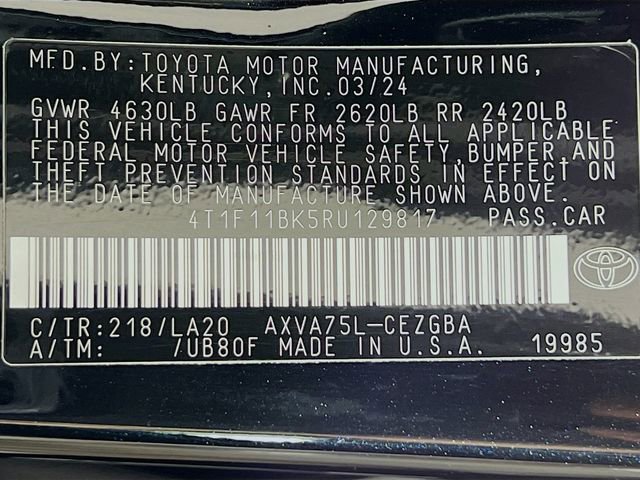 MFD.BY:TOYOTA MOTOR MANUFACTURING,
KENTUCKY,INC.03/24
GVWR 4630LB GAWR FR 2620LB RR 2420LB
THIS VEHICLE CONFORMS TO ALL APPLICABLE
FEDERAL MOTOR VEHICLE SAFETY,BUMPER,AND
THEFT PREVENTION STANDARDS IN EFFECT ON
THE DATE OF MANUFACTURE SHOWN ABOVE.
4T1F11BK5RU129817 PASS.CAR
C/TR:218/LA20 AXVA75L-CEZGBA
A/TM: /UB80F MADE IN U.S.A. 19985